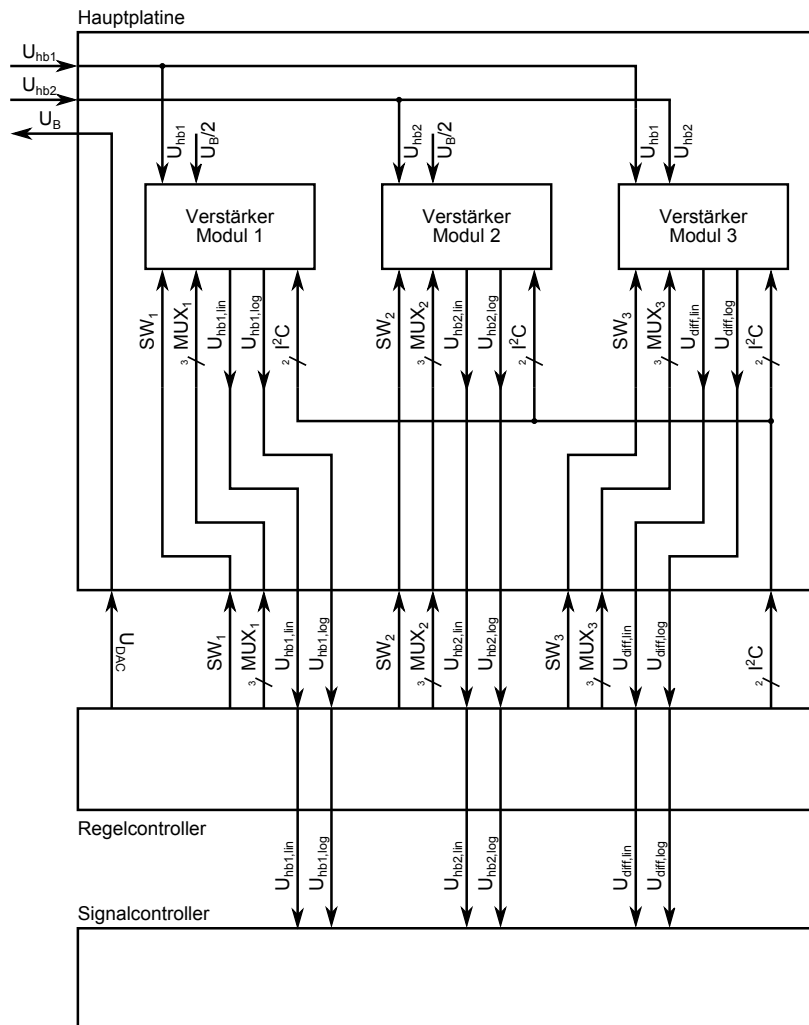 Hauptplatine
U_hb1
U_hb2
U_B
U_hb1
U_B/2
U_hb2
U_B/2
U_hb1
U_hb2
Verstärker
Modul 1
Verstärker
Modul 2
Verstärker
Modul 3
SW_1
3 MUX_1
U_hb1,lin
U_hb1,log
2 I²C
SW_2
3 MUX_2
U_hb2,lin
U_hb2,log
2 I²C
SW_3
3 MUX_3
U_diff,lin
U_diff,log
2 I²C
U_DAC
SW_1
3 MUX_1
U_hb1,lin
U_hb1,log
SW_2
3 MUX_2
U_hb2,lin
U_hb2,log
SW_3
3 MUX_3
U_diff,lin
U_diff,log
2 I²C
Regelcontroller
U_hb1,lin
U_hb1,log
U_hb2,lin
U_hb2,log
U_diff,lin
U_diff,log
Signalcontroller